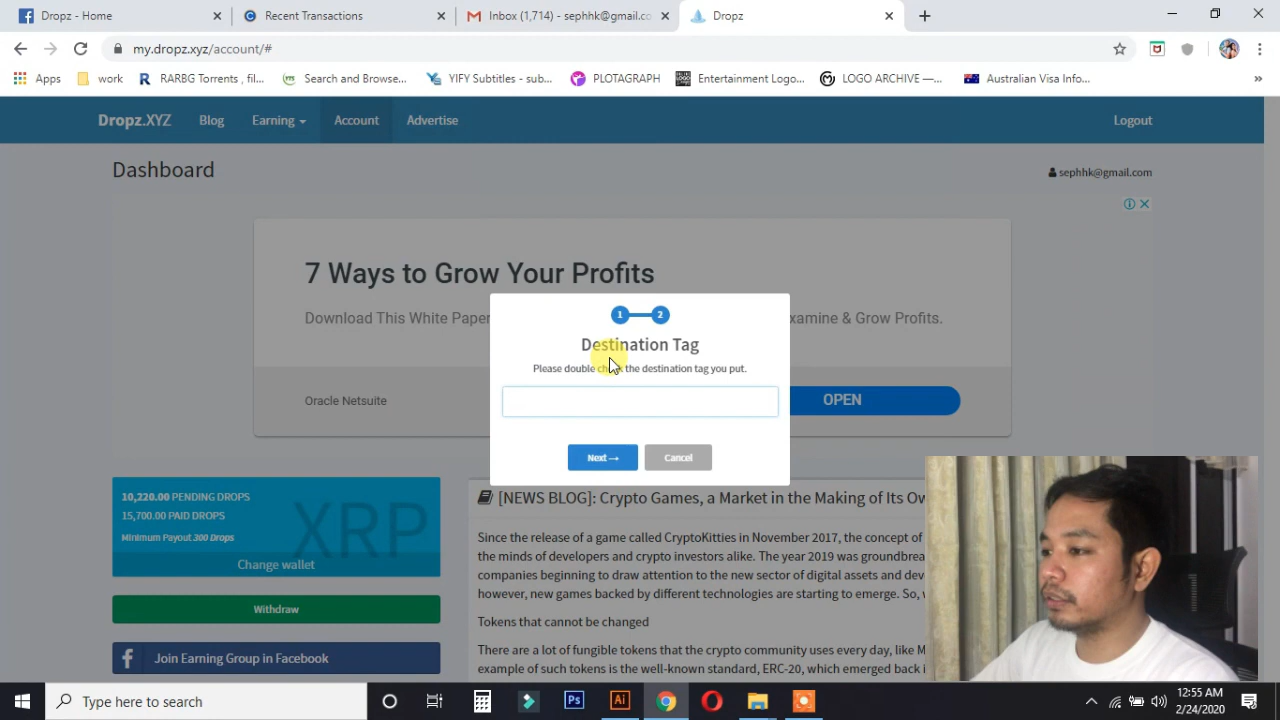 Dropz - Home
Recent Transactions
Inbox (1,714) - sephhk@gmail.co
Dropz
my.dropz.xyz/account/#
Apps
work
RARBG Torrents , fil...
Search and Browse...
YIFY Subtitles - sub...
PLOTAGRAPH
Entertainment Logo...
LOGO ARCHIVE —...
Australian Visa Info...
»
Dropz.XYZ
Blog
Earning
Account
Advertise
Logout
Dashboard
sephhk@gmail.com
7 Ways to Grow Your Profits
Download This White Paper
xamine & Grow Profits.
Oracle Netsuite
OPEN
1
2
Destination Tag
Please double check the destination tag you put.
Next →
Cancel
10,220.00 PENDING DROPS
15,700.00 PAID DROPS
XRP
Minimum Payout 300 Drops
Change wallet
Withdraw
Join Earning Group in Facebook
[NEWS BLOG]: Crypto Games, a Market in the Making of Its Ow
Since the release of a game called CryptoKitties in November 2017, the concept of
the minds of developers and crypto investors alike. The year 2019 was groundbrea
companies beginning to draw attention to the new sector of digital assets and dev
however, new games backed by different technologies are starting to emerge. So, w
Tokens that cannot be changed
There are a lot of fungible tokens that the crypto community uses every day, like M
example of such tokens is the well-known standard, ERC-20, which emerged back i
Type here to search
Ps
Ai
12:55 AM
2/24/2020